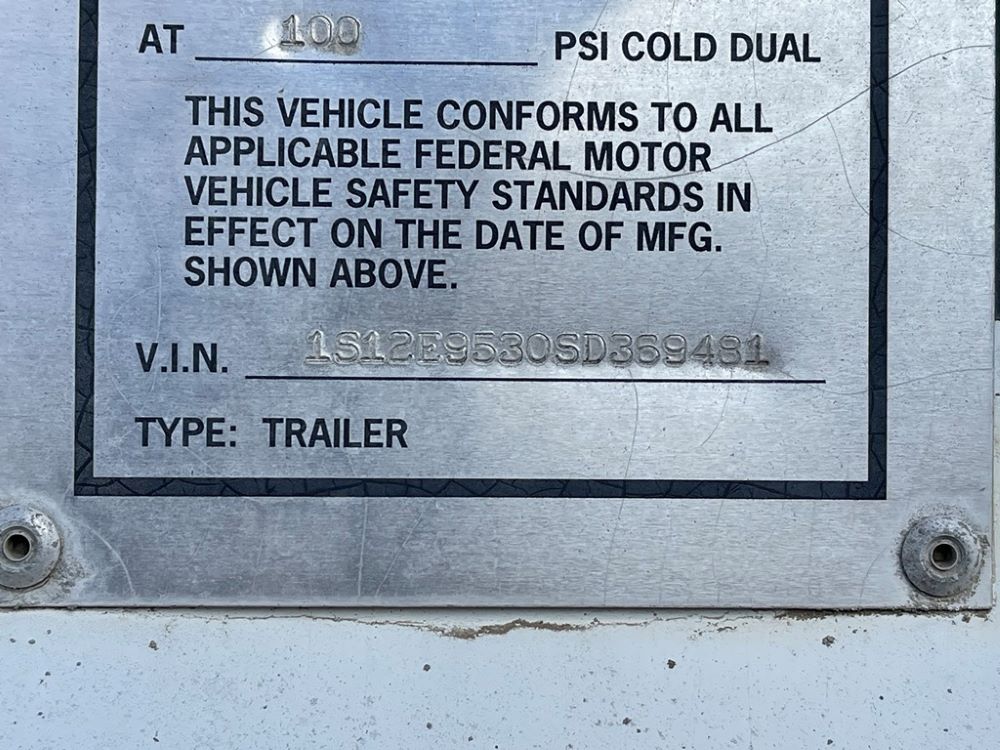 AT 100 PSI COLD DUAL
THIS VEHICLE CONFORMS TO ALL
APPLICABLE FEDERAL MOTOR
VEHICLE SAFETY STANDARDS IN
EFFECT ON THE DATE OF MFG.
SHOWN ABOVE.
V.I.N. 1S12E9530SD369481
TYPE: TRAILER